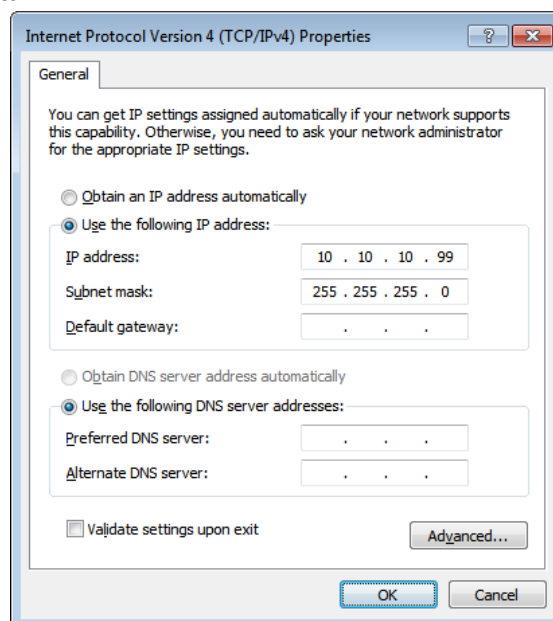 Internet Protocol Version 4 (TCP/IPv4) Properties
General
You can get IP settings assigned automatically if your network supports
this capability. Otherwise, you need to ask your network administrator
for the appropriate IP settings.
Obtain an IP address automatically
Use the following IP address:
IP address: 10 . 10 . 10 . 99
Subnet mask: 255 . 255 . 255 . 0
Default gateway: . . .
Obtain DNS server address automatically
Use the following DNS server addresses:
Preferred DNS server: . . .
Alternate DNS server: . . .
Validate settings upon exit
Advanced...
OK Cancel